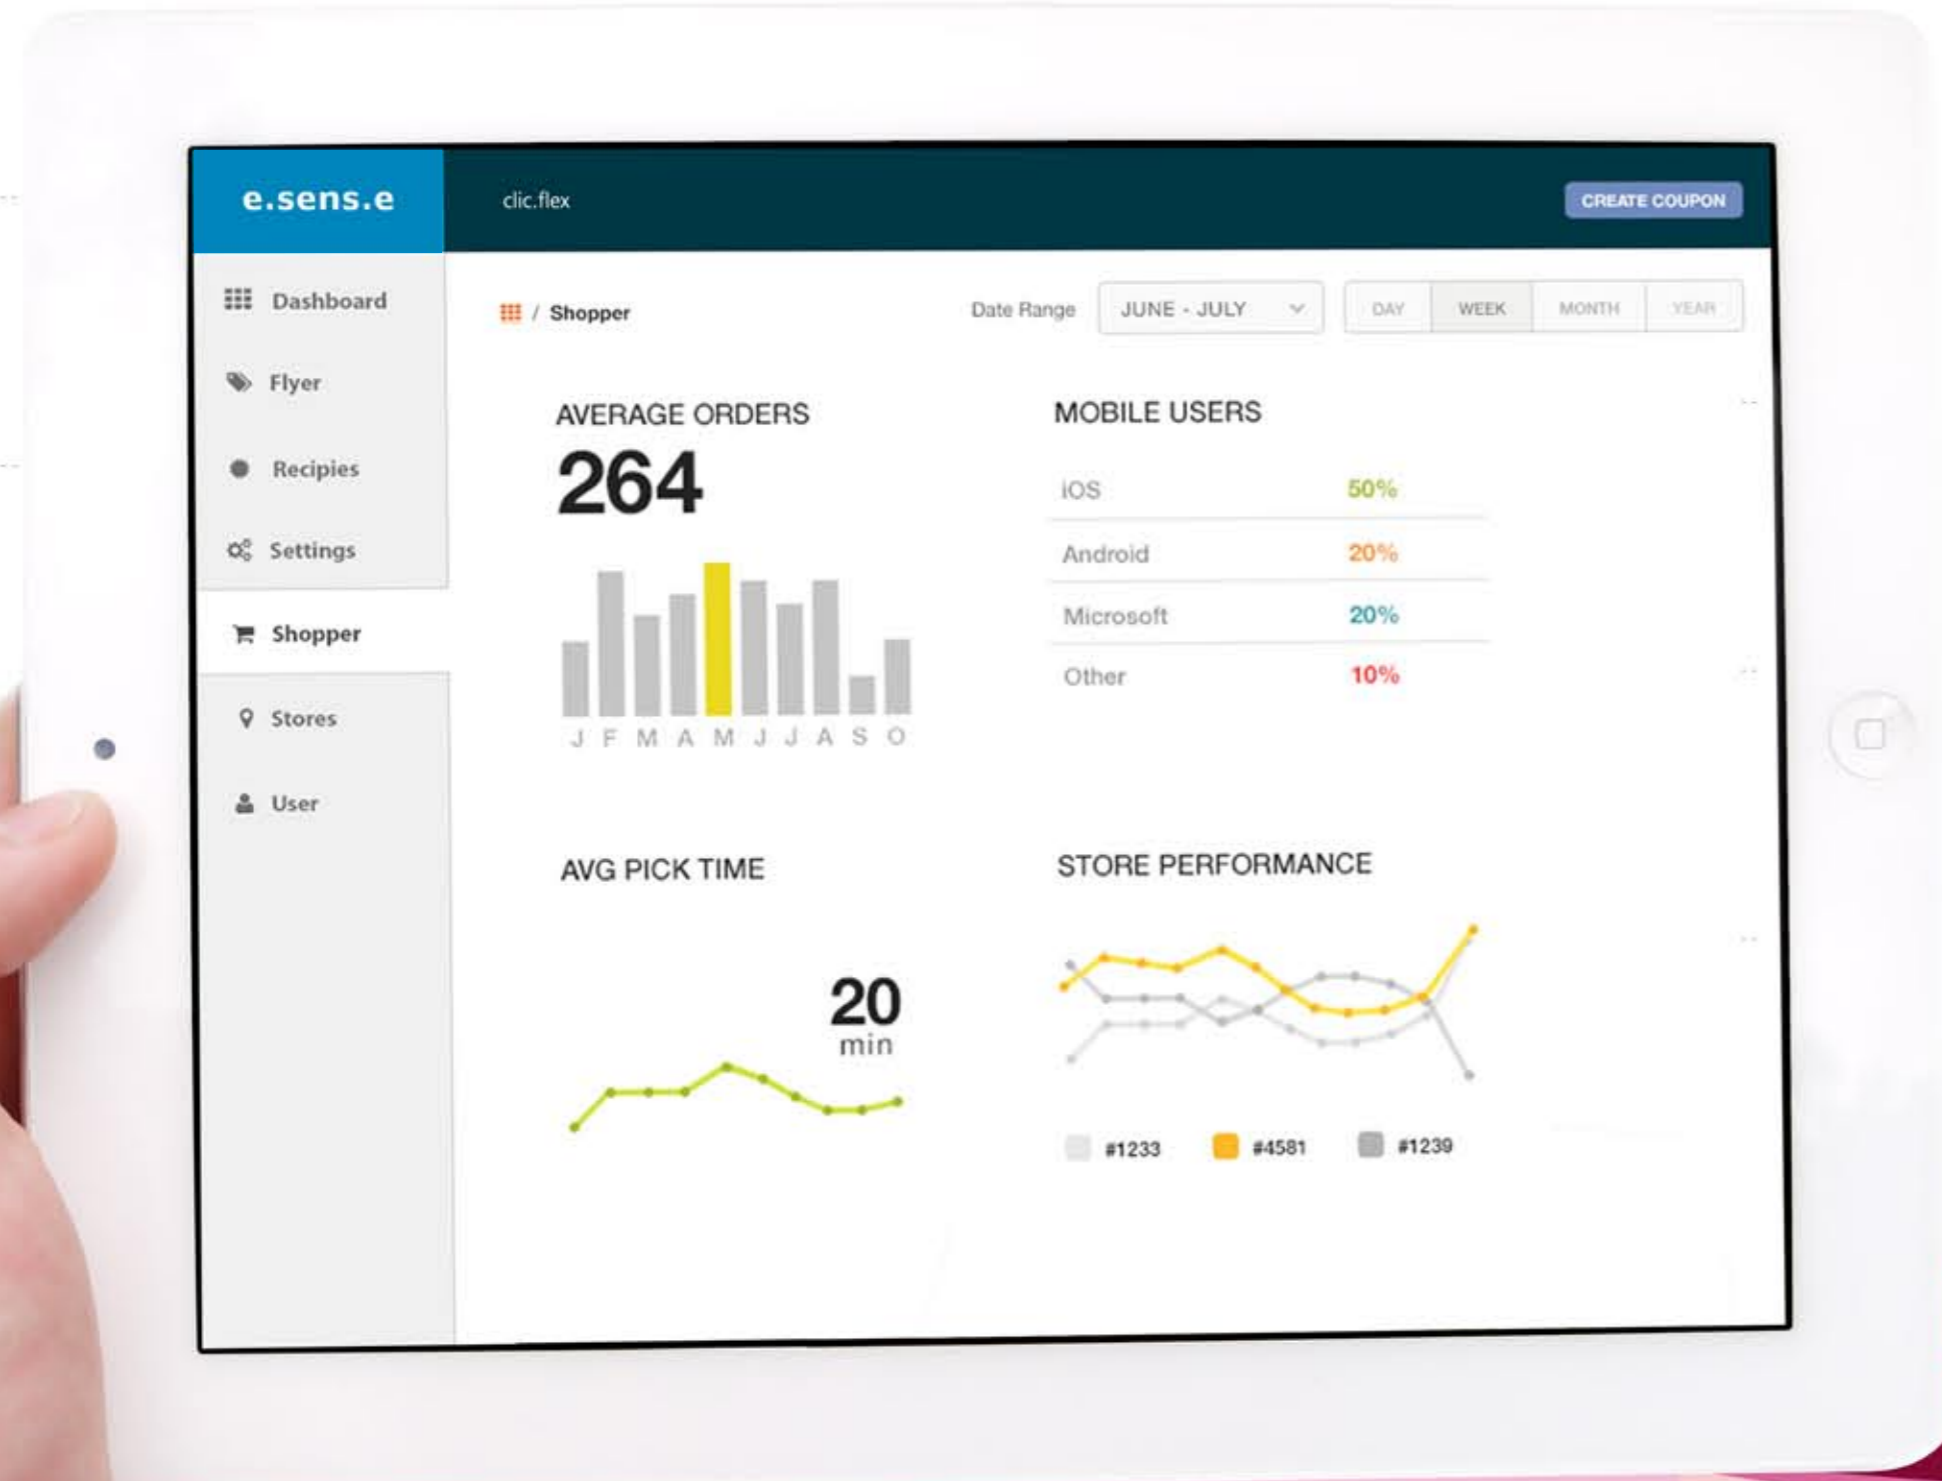 e.sens.e
clic.flex
CREATE COUPON
Dashboard
Flyer
Recipies
Settings
Shopper
Stores
User
/ Shopper
Date Range
JUNE - JULY
DAY
WEEK
MONTH
YEAR
AVERAGE ORDERS
264
J F M A M J J A S O
MOBILE USERS
iOS 50%
Android 20%
Microsoft 20%
Other 10%
AVG PICK TIME
20
min
STORE PERFORMANCE
#1233 #4581 #1239